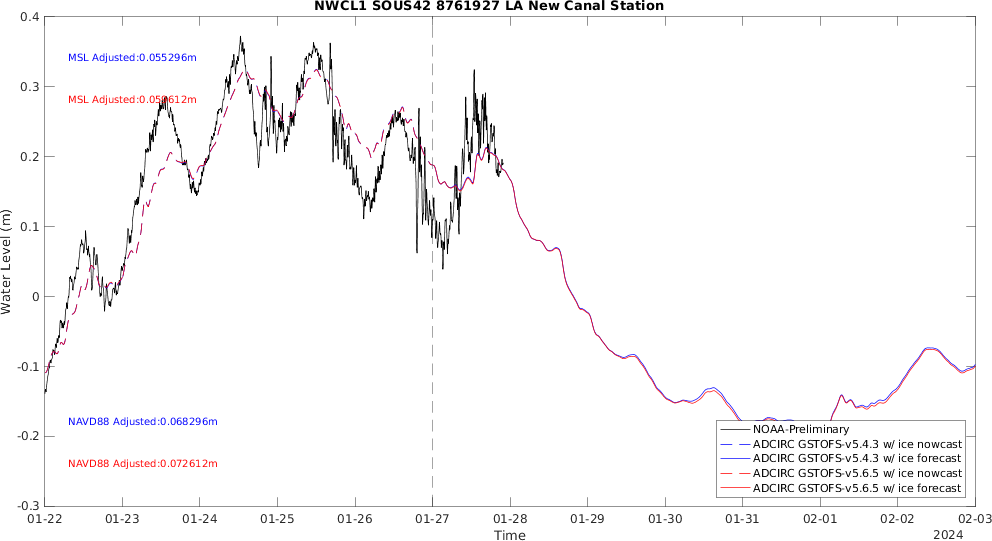 NWCL1 SOUS42 8761927 LA New Canal Station
0.4
0.3
0.2
0.1
0
-0.1
-0.2
-0.3
Water Level (m)
MSL Adjusted:0.055296m
MSL Adjusted:0.059612m
NAVD88 Adjusted:0.068296m
NAVD88 Adjusted:0.072612m
NOAA-Preliminary
ADCIRC GSTOFS-v5.4.3 w/ ice nowcast
ADCIRC GSTOFS-v5.4.3 w/ ice forecast
ADCIRC GSTOFS-v5.6.5 w/ ice nowcast
ADCIRC GSTOFS-v5.6.5 w/ ice forecast
01-22 01-23 01-24 01-25 01-26 01-27 01-28 01-29 01-30 01-31 02-01 02-02 02-03
Time
2024